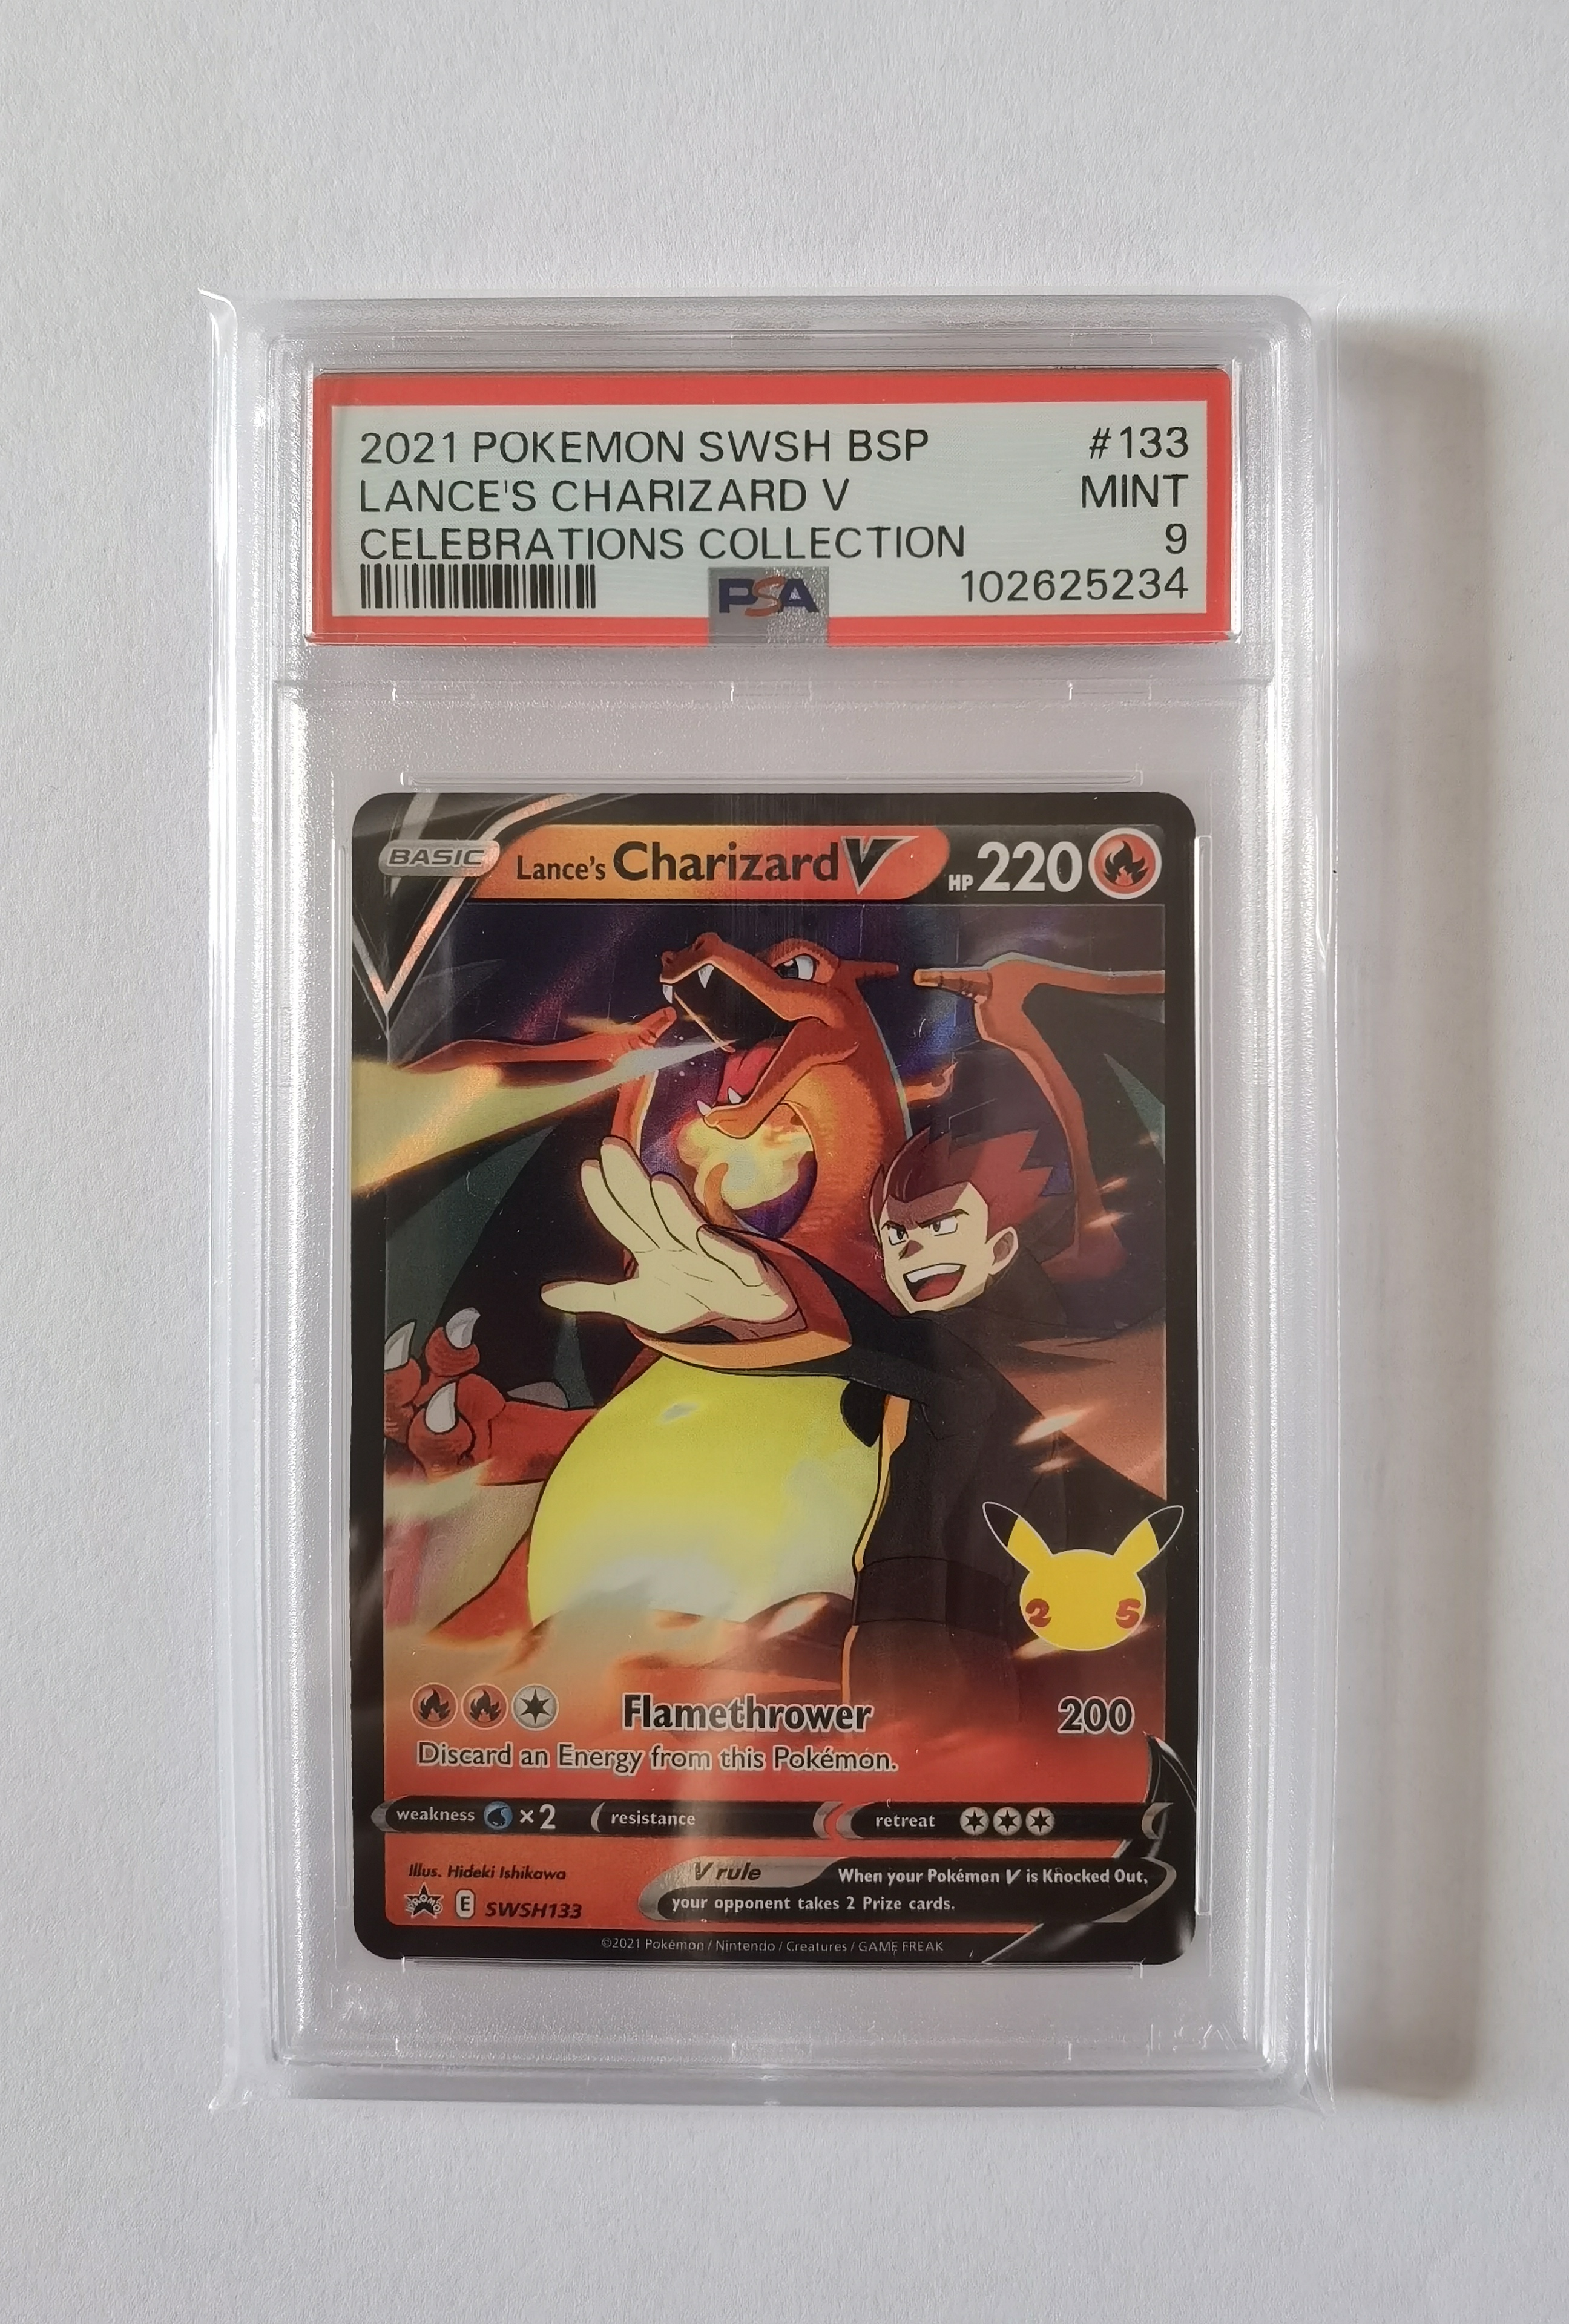 2021 POKEMON SWSH BSP #133
LANCE'S CHARIZARD V MINT
CELEBRATIONS COLLECTION 9
PSA 102625234
BASIC Lance's Charizard V HP 220
25
Flamethrower 200
Discard an Energy from this Pokémon.
weakness ×2 resistance retreat
Illus. Hideki Ishikawa
V rule When your Pokémon V is Knocked Out,
your opponent takes 2 Prize cards.
PROMO E SWSH133
©2021 Pokémon / Nintendo / Creatures / GAME FREAK